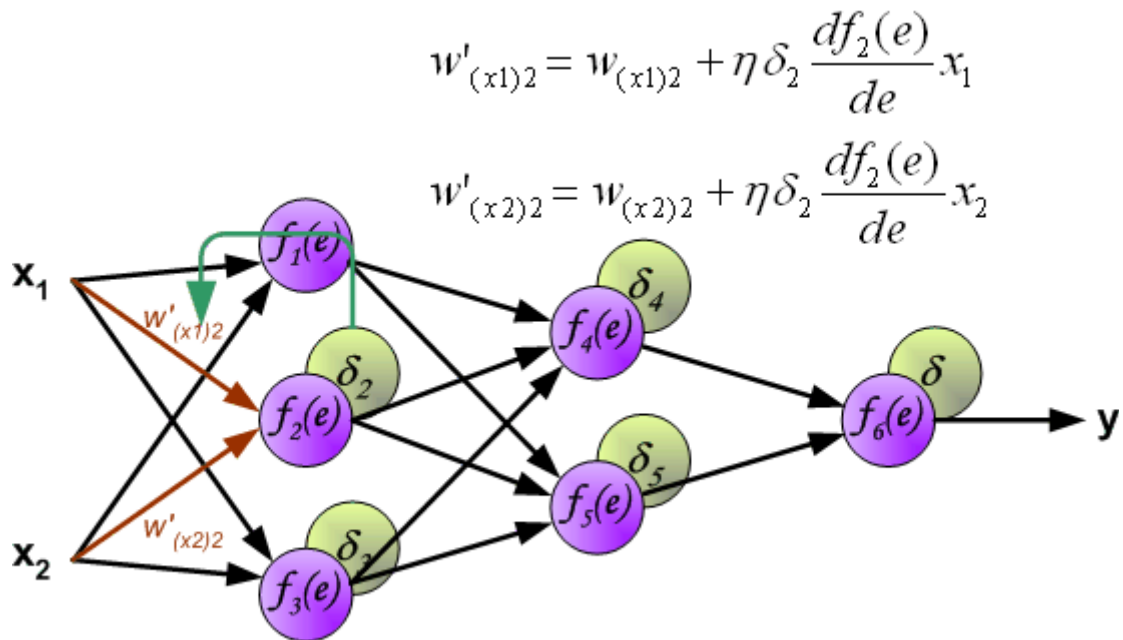 w'(x1)2 = w(x1)2 + η δ2 df2(e)/de x1
w'(x2)2 = w(x2)2 + η δ2 df2(e)/de x2
f1(e)
x1
δ4
w'(x1)2
f4(e)
δ2
δ
f2(e)
f6(e)
y
δ5
f5(e)
w'(x2)2
x2
δ3
f3(e)